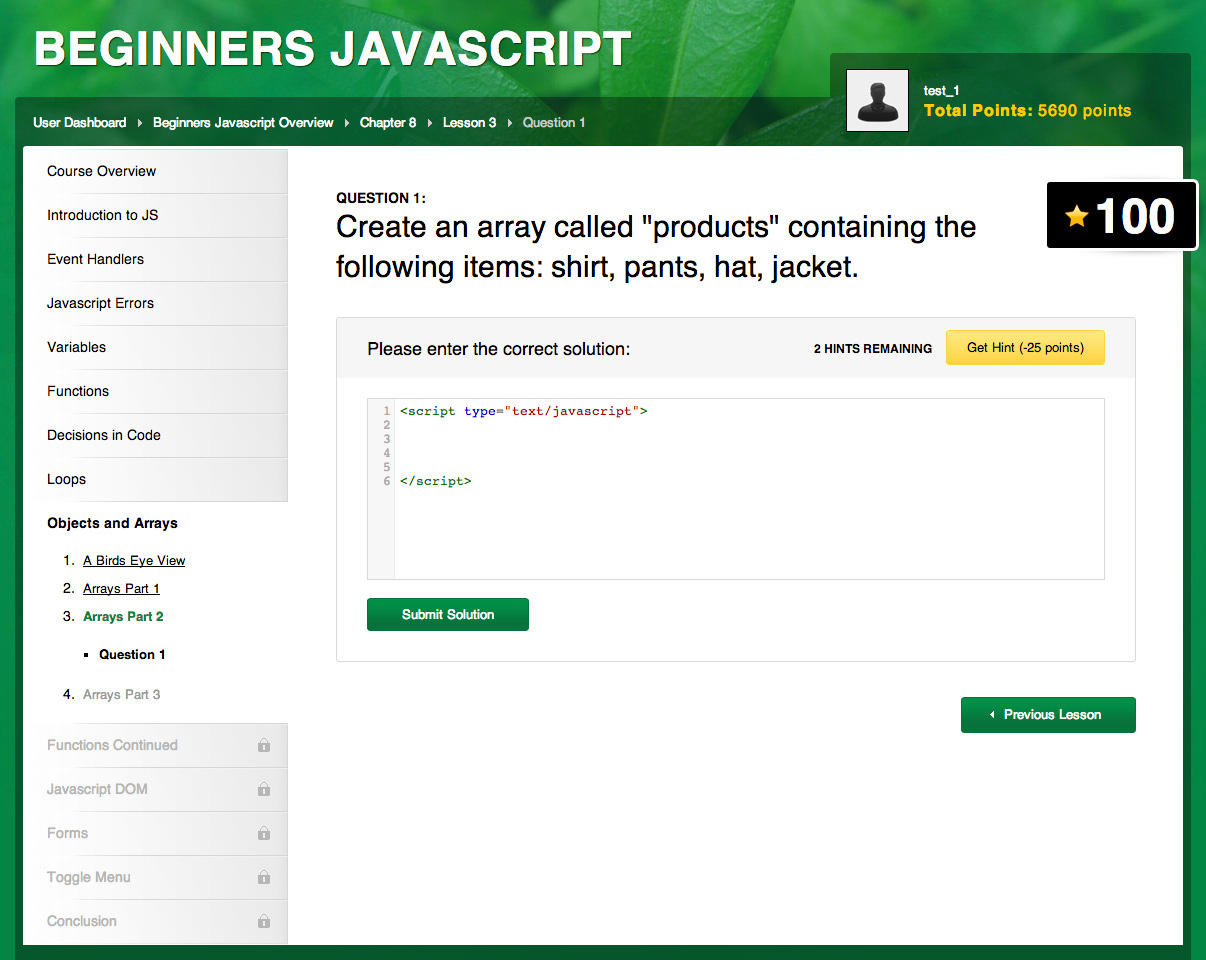 BEGINNERS JAVASCRIPT
test_1
Total Points: 5690 points
User Dashboard
Beginners Javascript Overview
Chapter 8
Lesson 3
Question 1
Course Overview
Introduction to JS
Event Handlers
Javascript Errors
Variables
Functions
Decisions in Code
Loops
Objects and Arrays
1. A Birds Eye View
2. Arrays Part 1
3. Arrays Part 2
Question 1
4. Arrays Part 3
Functions Continued
Javascript DOM
Forms
Toggle Menu
Conclusion
QUESTION 1:
Create an array called "products" containing the
following items: shirt, pants, hat, jacket.
100
Please enter the correct solution:
2 HINTS REMAINING
Get Hint (-25 points)
1 <script type="text/javascript">
2
3
4
5
6 </script>
Submit Solution
Previous Lesson